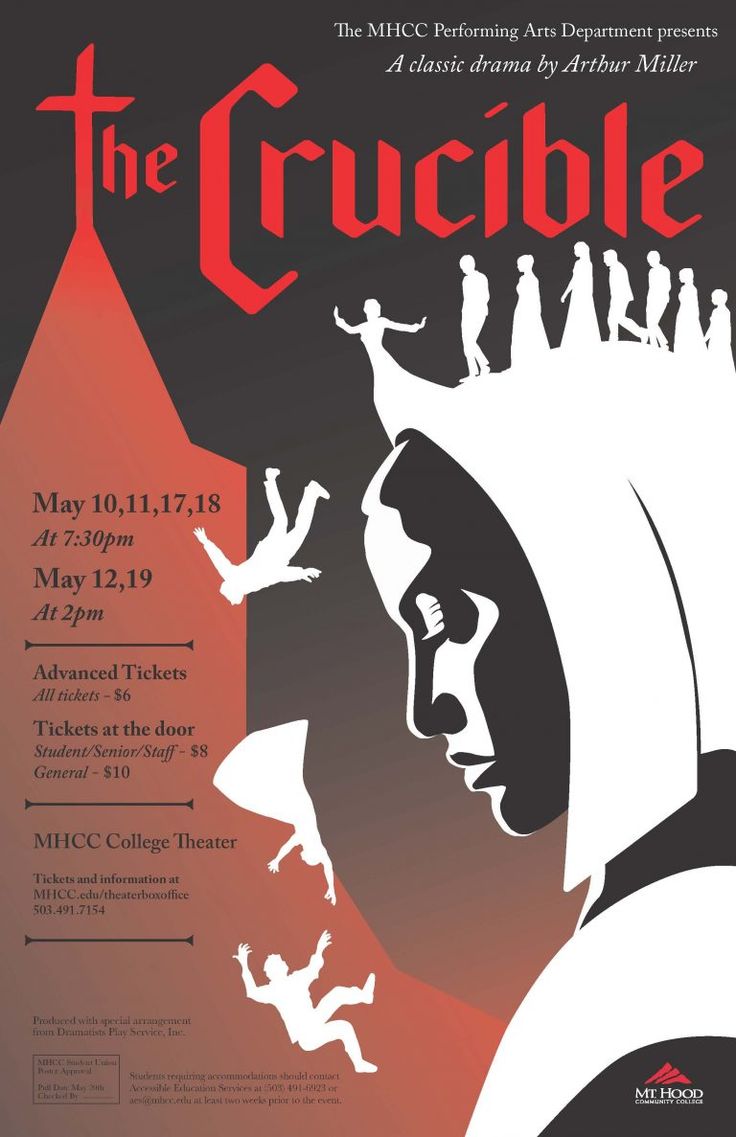 The MHCC Performing Arts Department presents
A classic drama by Arthur Miller
the Crucible
May 10,11,17,18
At 7:30pm
May 12,19
At 2pm
Advanced Tickets
All tickets - $6
Tickets at the door
Student/Senior/Staff - $8
General - $10
MHCC College Theater
Tickets and information at
MHCC.edu/theaterboxoffice
503.491.7154
Produced with special arrangement
from Dramatists Play Service, Inc.
MHCC Student Union
Poster Approval
Pull Date May 20th
Checked By
Students requiring accommodations should contact
Accessible Education Services at (503) 491-6923 or
aes@mhcc.edu at least two weeks prior to the event.
MT. HOOD
COMMUNITY COLLEGE